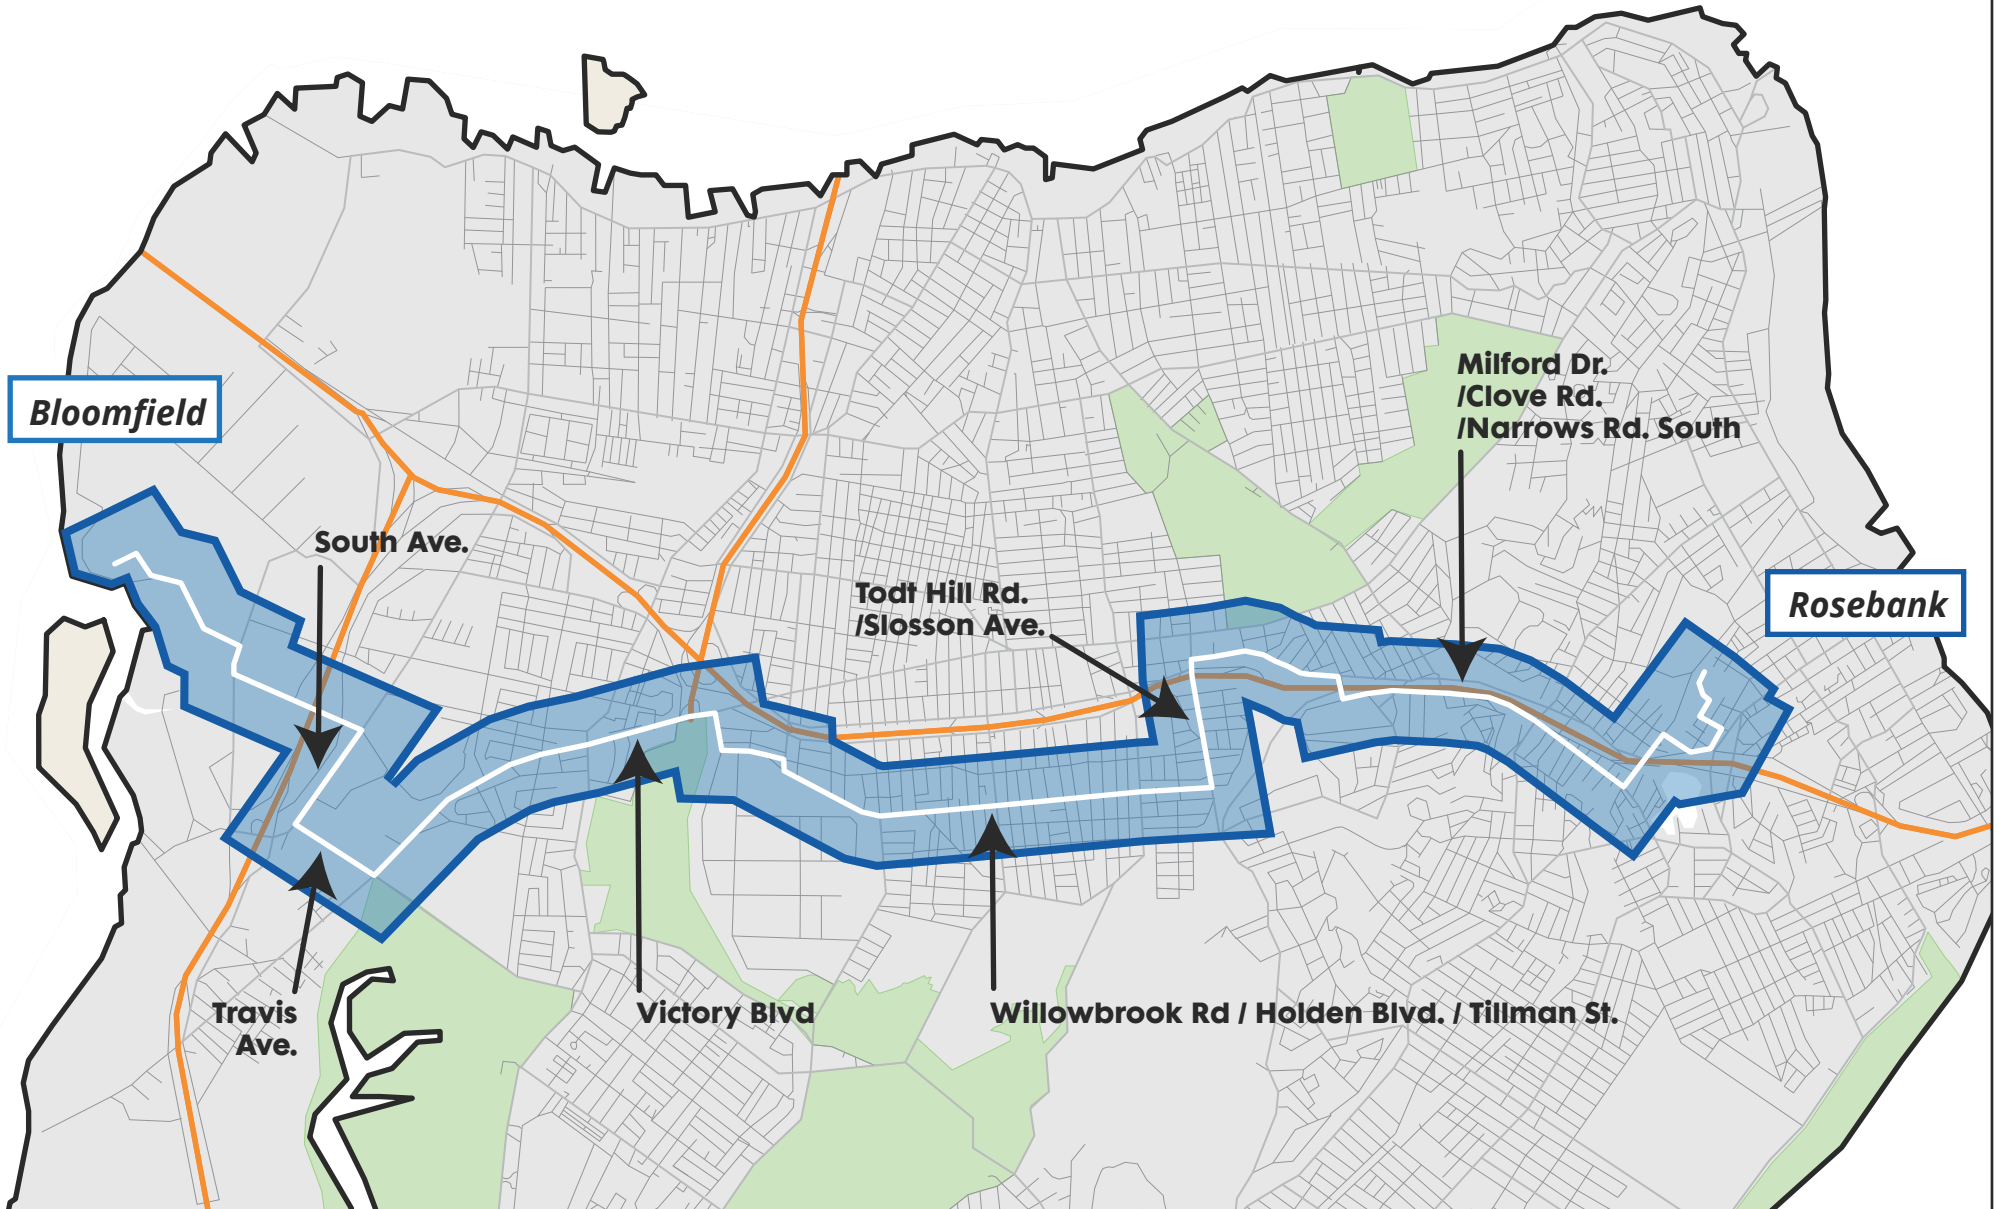 Milford Dr.
/Clove Rd.
/Narrows Rd. South
Bloomfield
South Ave.
Todt Hill Rd.
/Slosson Ave.
Rosebank
Travis
Ave.
Victory Blvd
Willowbrook Rd / Holden Blvd. / Tillman St.